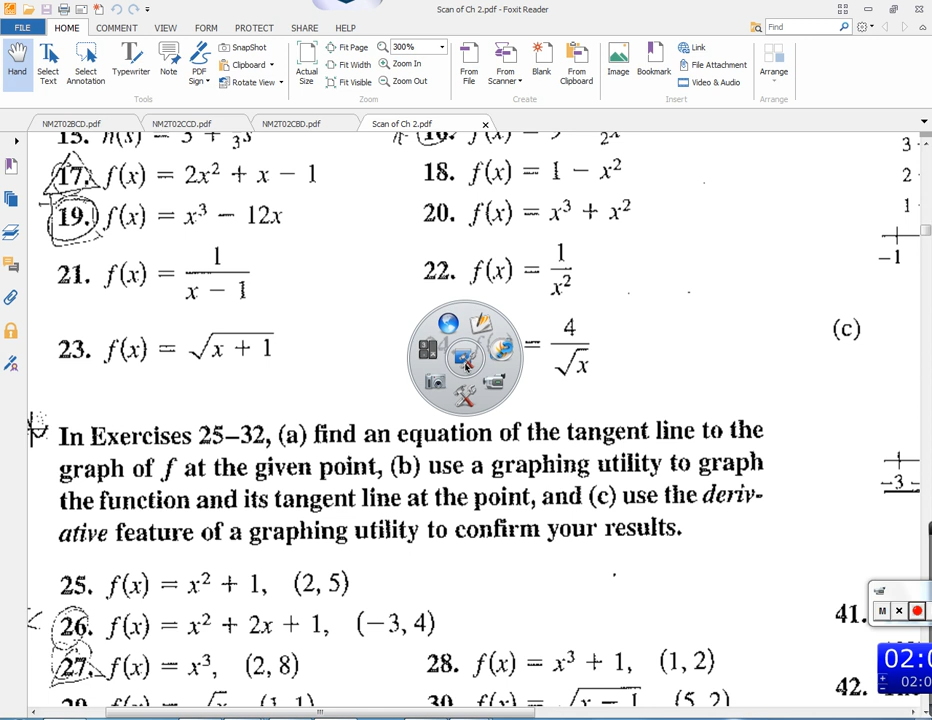 Scan of Ch 2.pdf - Foxit Reader
FILE HOME COMMENT VIEW FORM PROTECT SHARE HELP Find
Hand Select Text Select Annotation Typewriter Note PDF Sign SnapShot Clipboard Rotate View
Actual Size Fit Page Fit Width Fit Visible 300% Zoom In Zoom Out
From File From Scanner Blank From Clipboard Image Bookmark Link File Attachment Video & Audio Arrange
Tools Zoom Create Insert Arrange
NM2T02BCD.pdf NM2T02CCD.pdf NM2T02CBD.pdf Scan of Ch 2.pdf
3
17. f(x) = 2x² + x − 1 18. f(x) = 1 − x² 2
19. f(x) = x³ − 12x 20. f(x) = x³ + x² 1
−1
21. f(x) = 1/(x − 1) 22. f(x) = 1/x²
23. f(x) = √(x + 1) = 4/√x (c)
In Exercises 25–32, (a) find an equation of the tangent line to the
graph of f at the given point, (b) use a graphing utility to graph
the function and its tangent line at the point, and (c) use the deriv-
ative feature of a graphing utility to confirm your results.
−3
25. f(x) = x² + 1, (2, 5)
26. f(x) = x² + 2x + 1, (−3, 4) 41.
27. f(x) = x³, (2, 8) 28. f(x) = x³ + 1, (1, 2)
42.
M
02:0
02:0